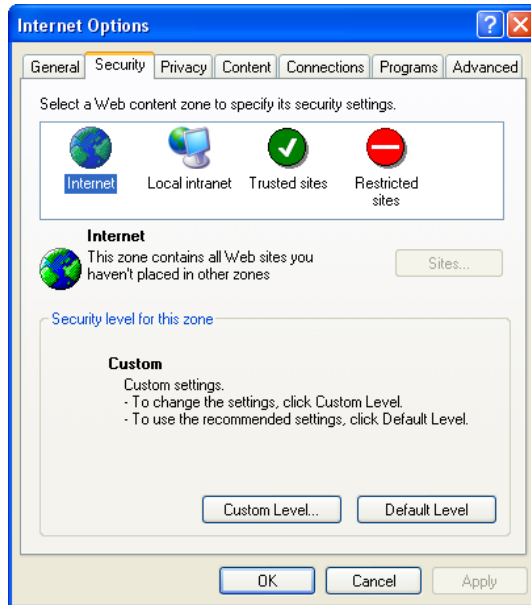 Internet Options
General Security Privacy Content Connections Programs Advanced
Select a Web content zone to specify its security settings.
Internet Local intranet Trusted sites Restricted
sites
Internet
This zone contains all Web sites you
haven't placed in other zones
Sites...
Security level for this zone
Custom
Custom settings.
- To change the settings, click Custom Level.
- To use the recommended settings, click Default Level.
Custom Level... Default Level
OK Cancel Apply